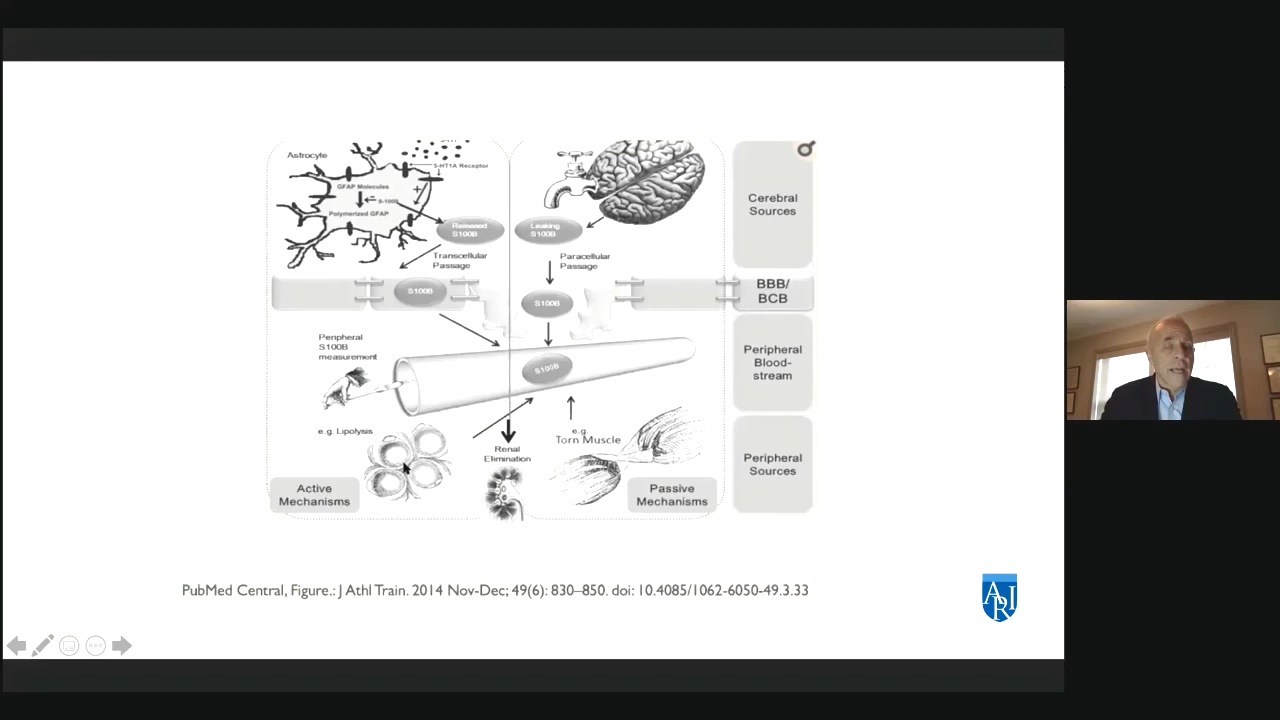 Astrocyte
5-HT1A Receptor
GFAP Molecules
S-100B
Polymerized GFAP
Released
S100B
Transcellular
Passage
Leaking
S100B
Paracellular
Passage
Cerebral
Sources
S100B
S100B
BBB/
BCB
Peripheral
S100B
measurement
S100B
Peripheral
Blood-
stream
e.g. Lipolysis
Renal
Elimination
e.g.
Torn Muscle
Active
Mechanisms
Passive
Mechanisms
Peripheral
Sources
PubMed Central, Figure.: J Athl Train. 2014 Nov-Dec; 49(6): 830–850. doi: 10.4085/1062-6050-49.3.33
ARI